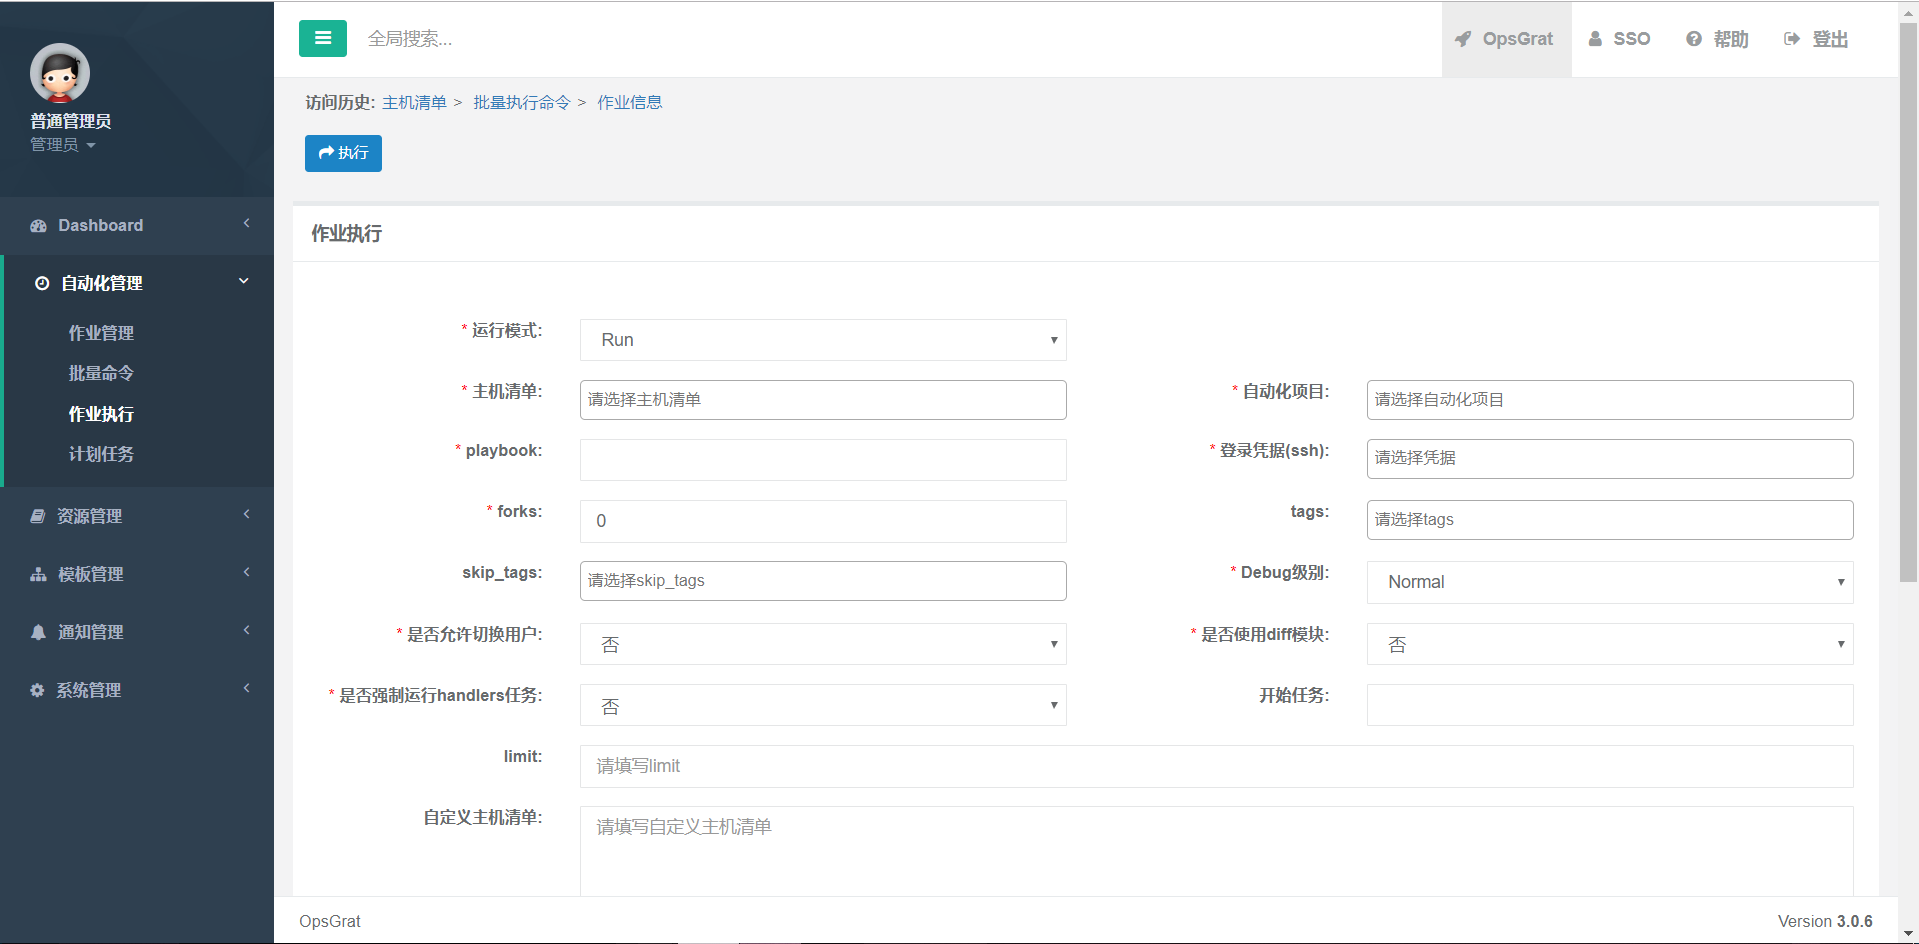 全局搜索...
OpsGrat
SSO
帮助
登出
普通管理员
管理员
Dashboard
自动化管理
作业管理
批量命令
作业执行
计划任务
资源管理
模板管理
通知管理
系统管理
访问历史: 主机清单 > 批量执行命令 > 作业信息
执行
作业执行
* 运行模式: Run
* 主机清单: 请选择主机清单
* 自动化项目: 请选择自动化项目
* playbook:
* 登录凭据(ssh): 请选择凭据
* forks: 0
tags: 请选择tags
skip_tags: 请选择skip_tags
* Debug级别: Normal
* 是否允许切换用户: 否
* 是否使用diff模块: 否
* 是否强制运行handlers任务: 否
开始任务:
limit: 请填写limit
自定义主机清单: 请填写自定义主机清单
OpsGrat
Version 3.0.6